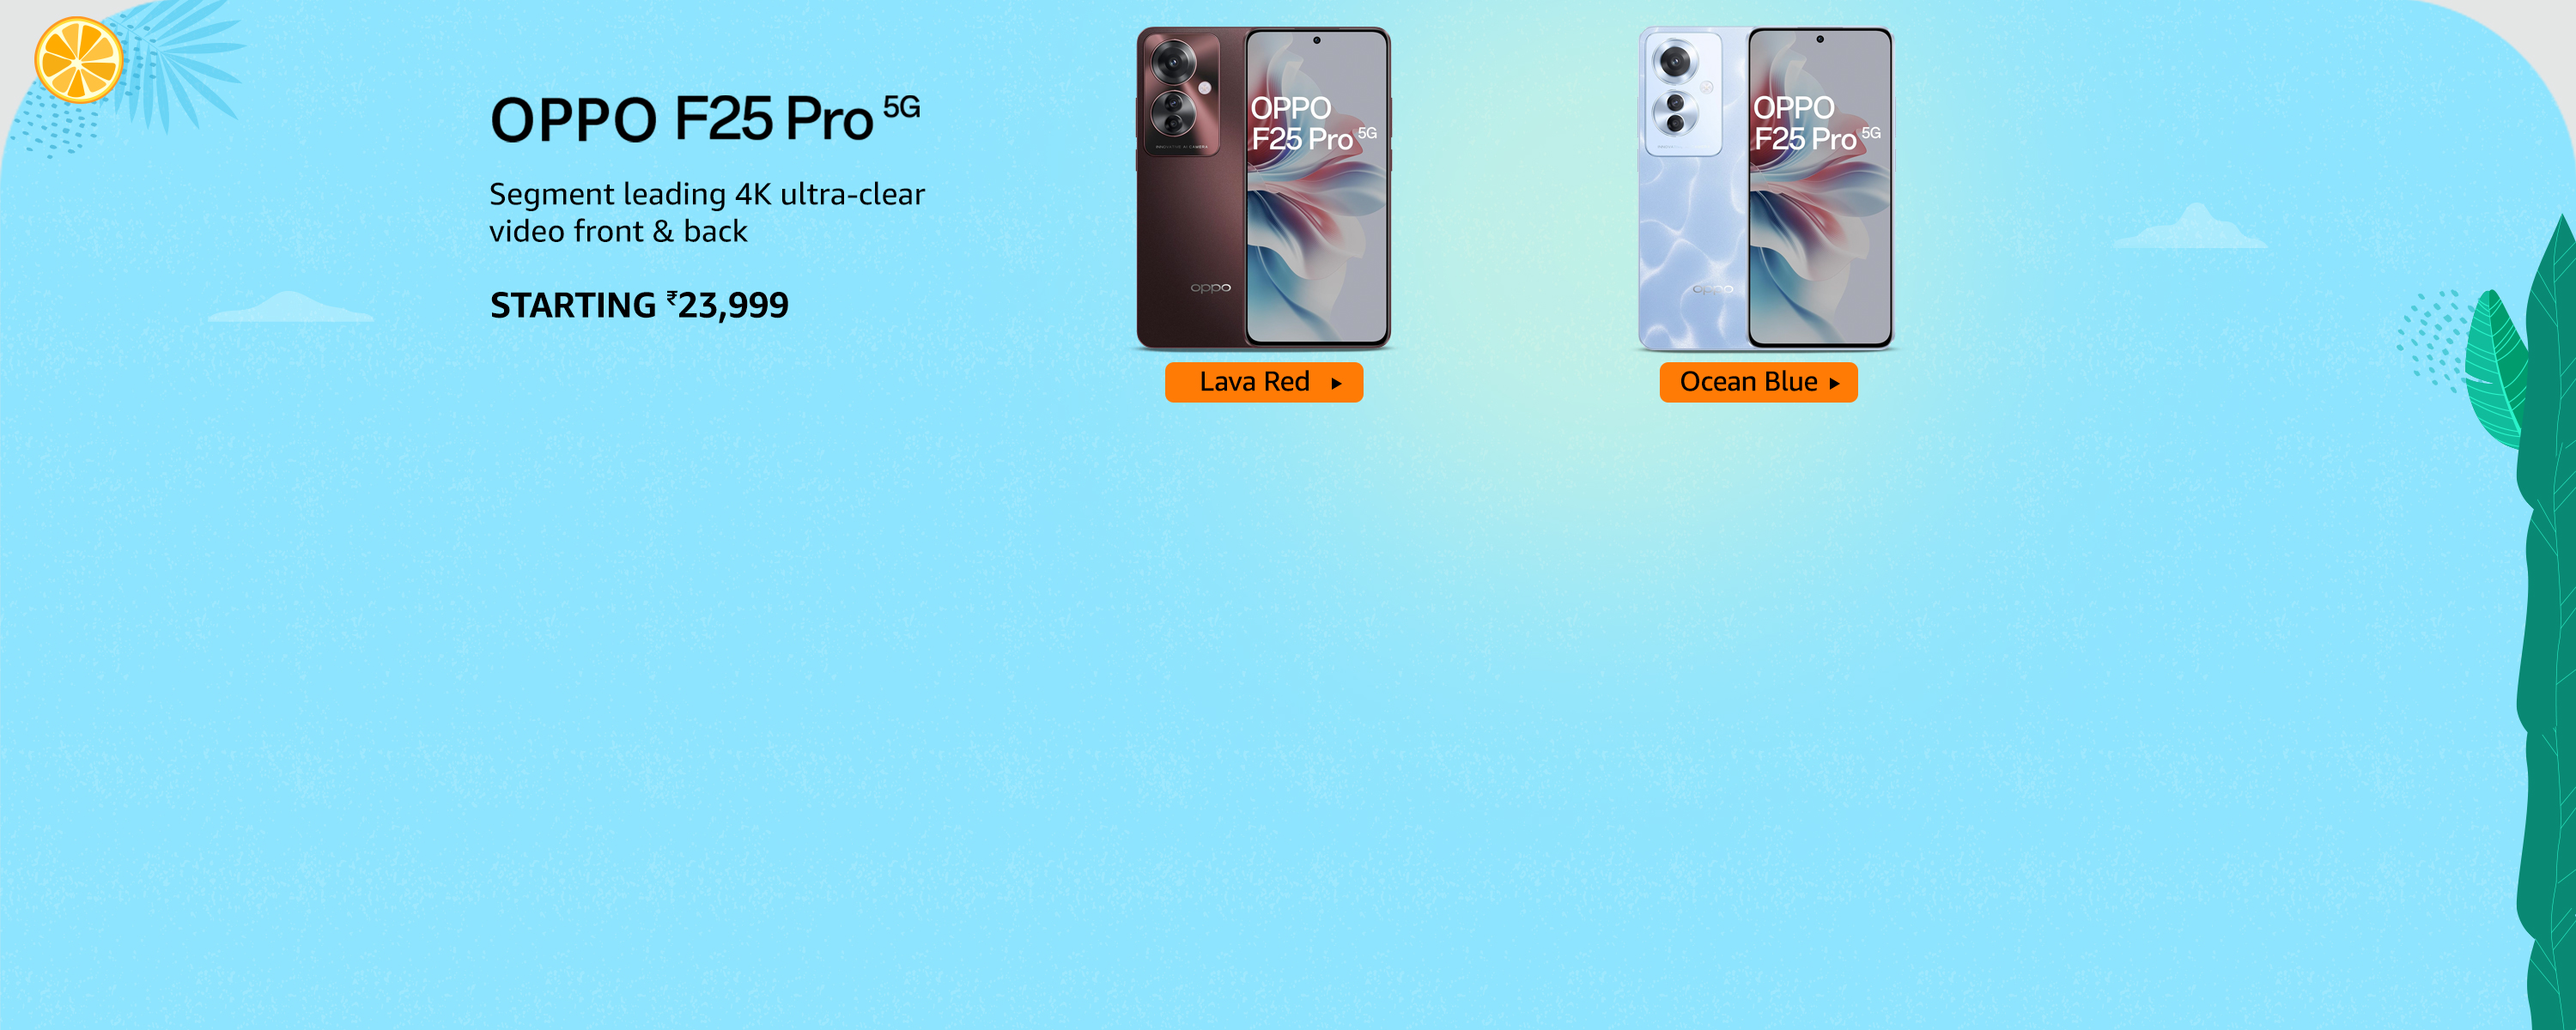 OPPO F25 Pro 5G
Segment leading 4K ultra-clear
video front & back
STARTING ₹23,999
OPPO
F25 Pro 5G
oppo
Lava Red
OPPO
F25 Pro 5G
oppo
Ocean Blue